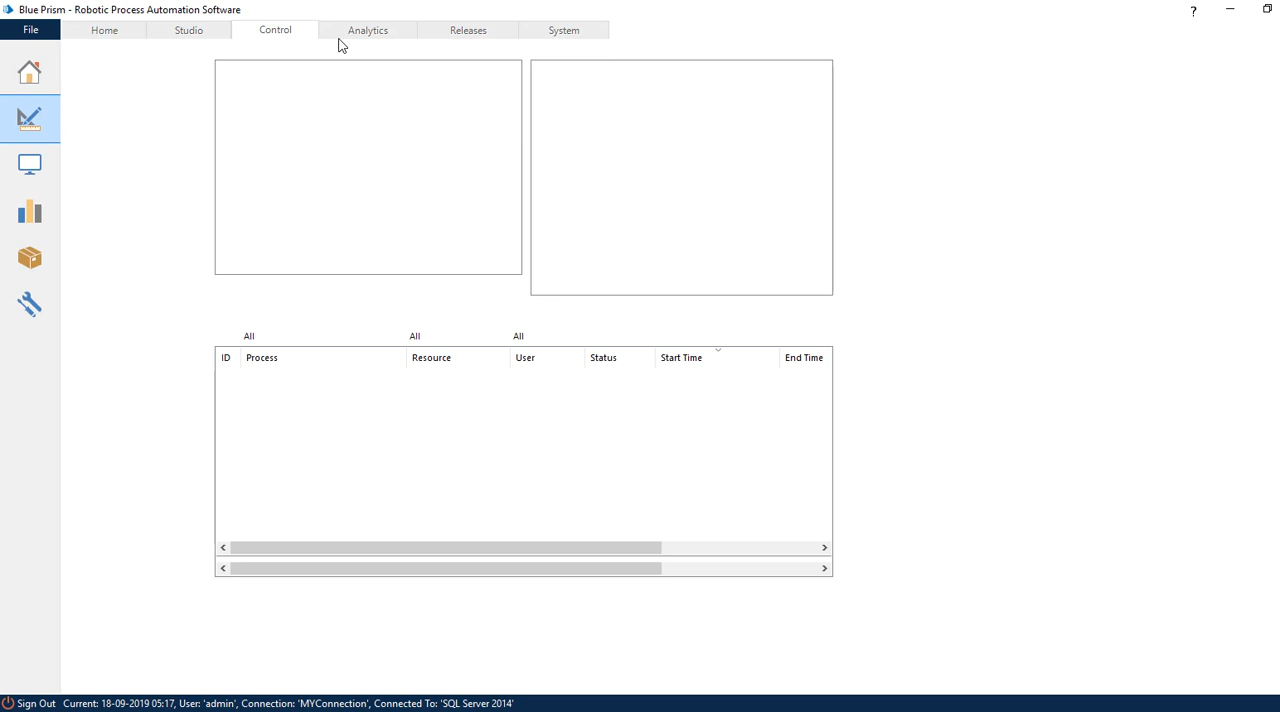 Blue Prism - Robotic Process Automation Software
?
File
Home
Studio
Control
Analytics
Releases
System
All
All
All
ID
Process
Resource
User
Status
Start Time
End Time
Sign Out Current: 18-09-2019 05:17, User: 'admin', Connection: 'MYConnection', Connected To: 'SQL Server 2014'